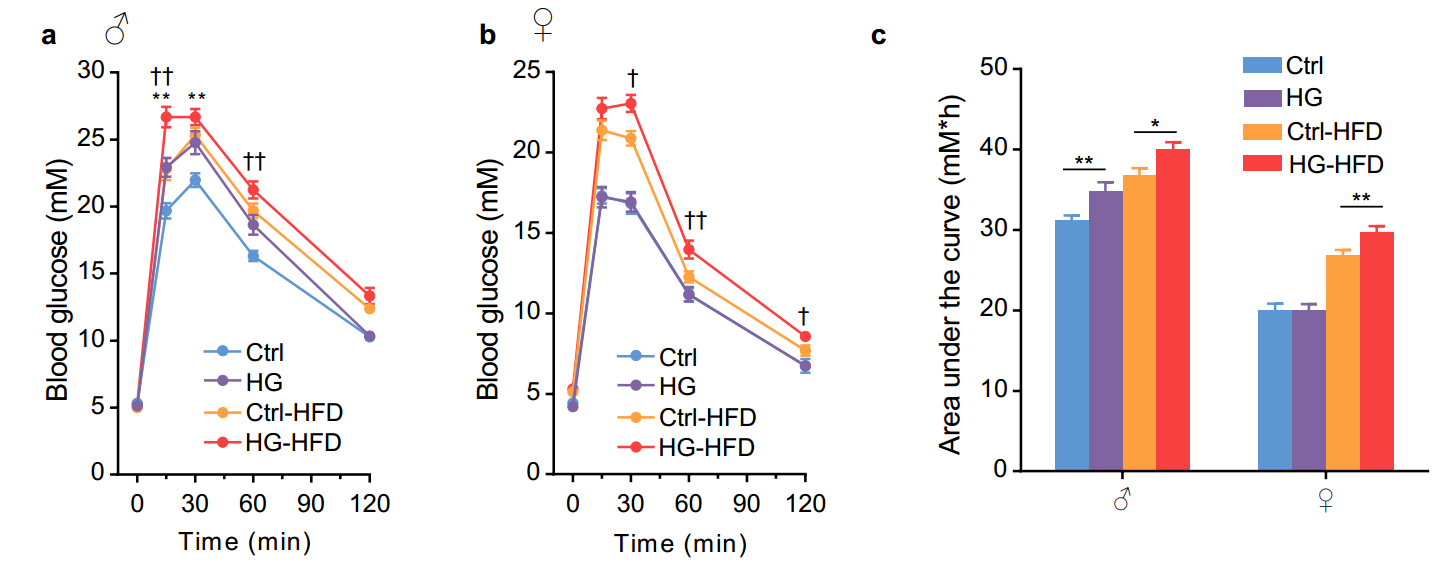 a ♂
Blood glucose (mM)
30
25
20
15
10
5
0
††
** **
††
Ctrl
HG
Ctrl-HFD
HG-HFD
0 30 60 90 120
Time (min)
b ♀
Blood glucose (mM)
25
20
15
10
5
0
†
††
†
Ctrl
HG
Ctrl-HFD
HG-HFD
0 30 60 90 120
Time (min)
c
Area under the curve (mM*h)
50
40
30
20
10
0
Ctrl
HG
Ctrl-HFD
HG-HFD
**
*
**
♂ ♀